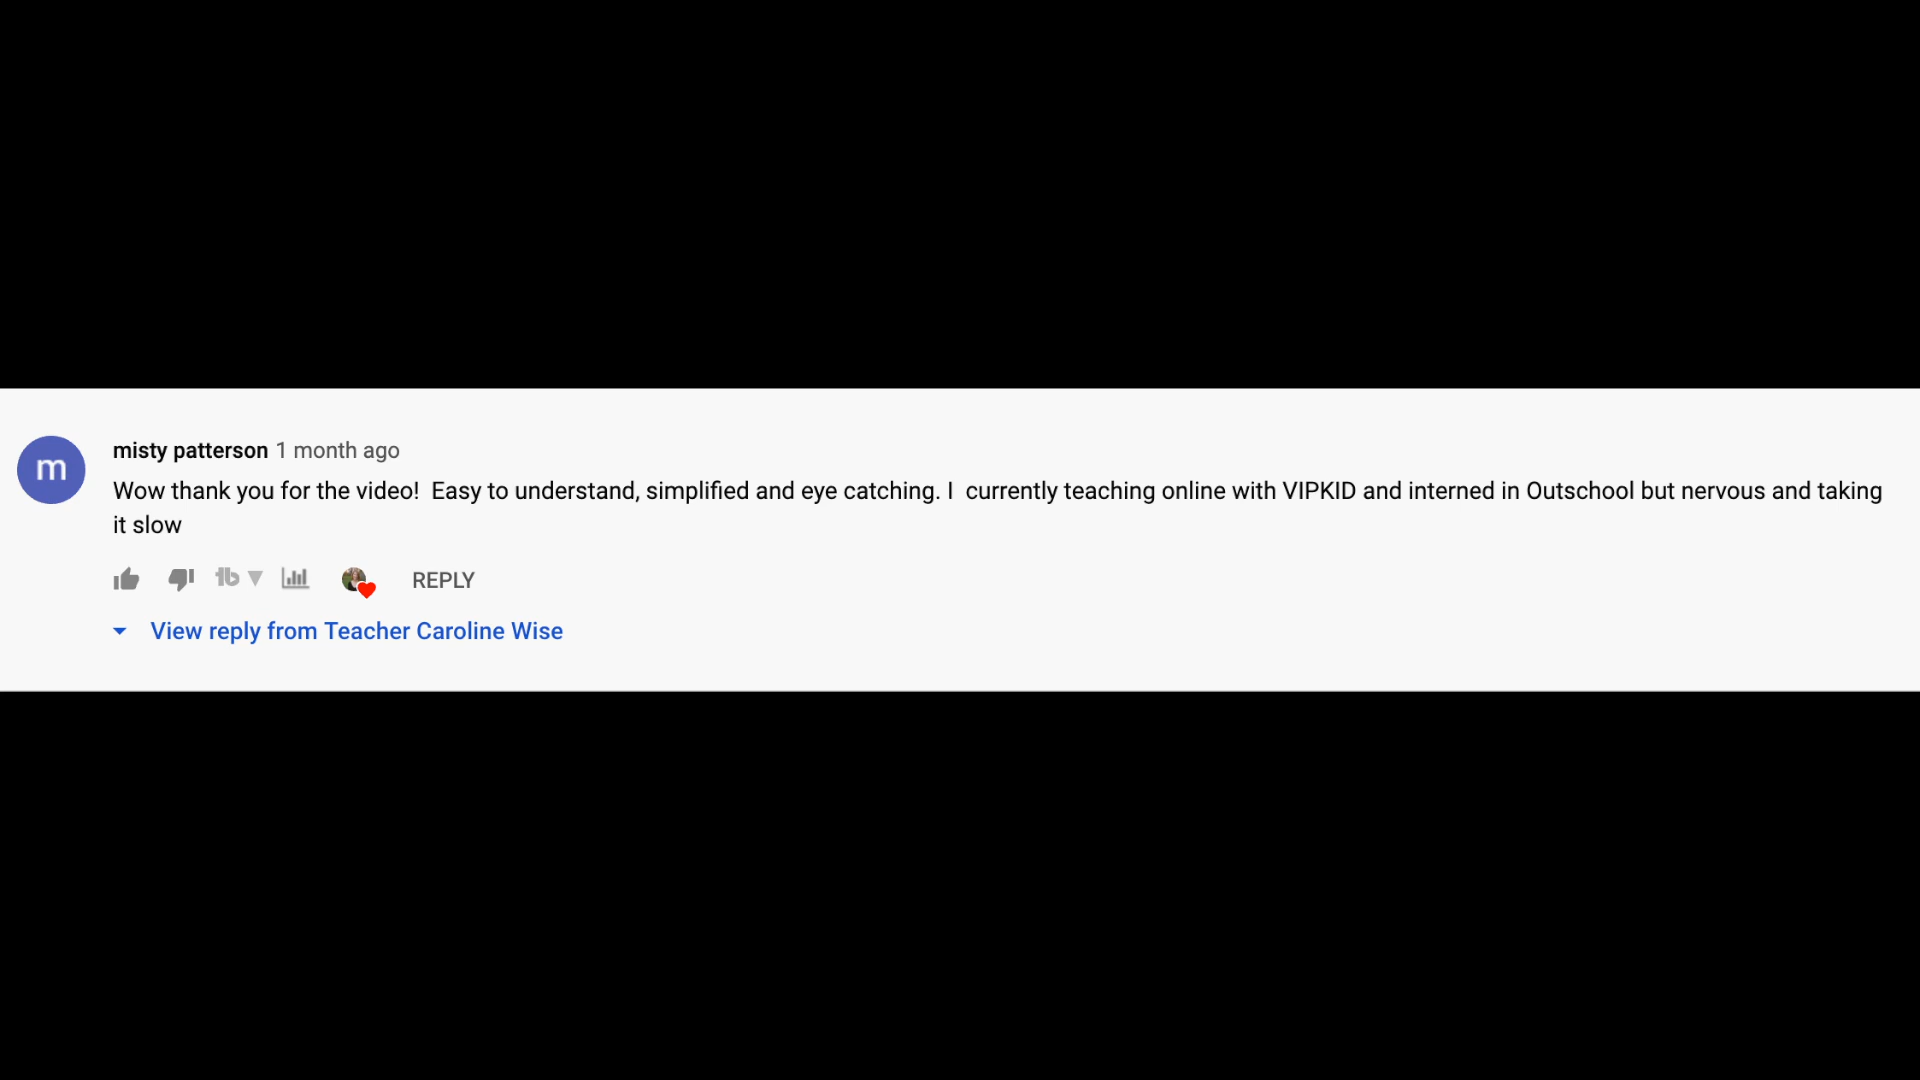 m
misty patterson 1 month ago
Wow thank you for the video!  Easy to understand, simplified and eye catching. I  currently teaching online with VIPKID and interned in Outschool but nervous and taking
it slow
tb
REPLY
View reply from Teacher Caroline Wise